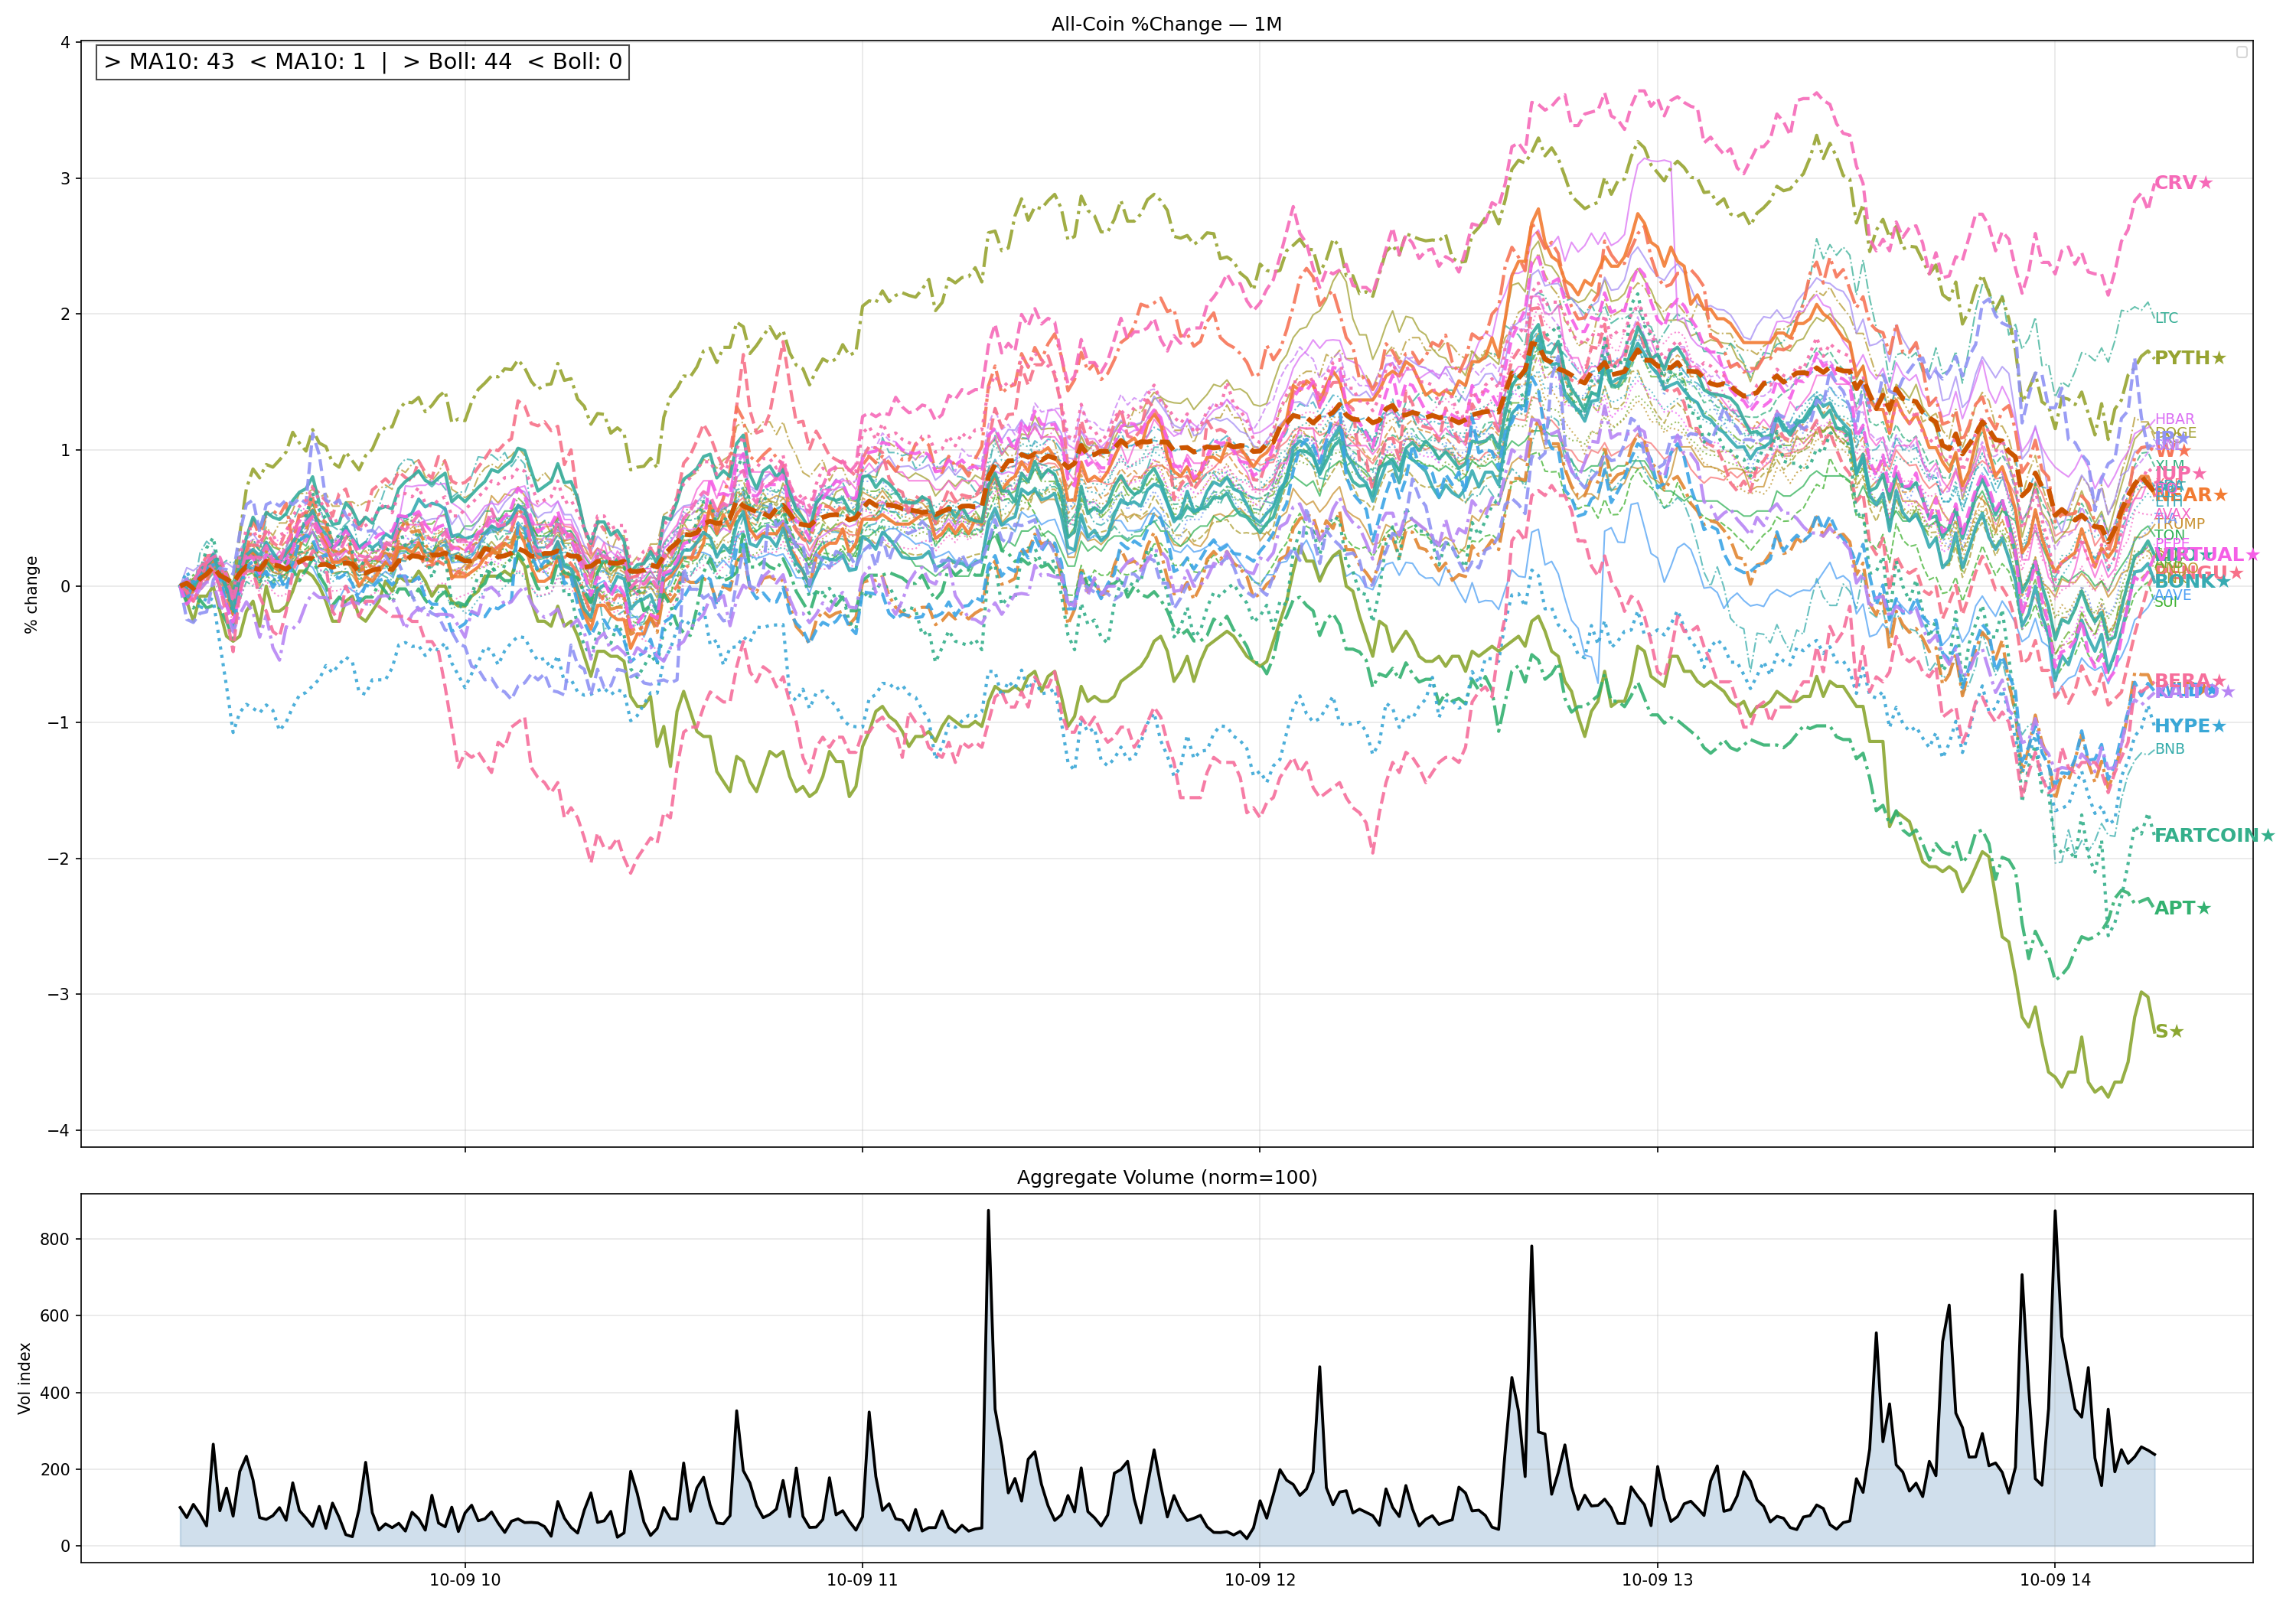 All-Coin %Change — 1M
> MA10: 43  < MA10: 1  |  > Boll: 44  < Boll: 0
% change
4
3
2
1
0
−1
−2
−3
−4
CRV★
LTC
PYTH★
HBAR
DOGE
W★
XLM
JUP★
NEAR★
AVAX
TRUMP
TON
PEPE
VIRTUAL★
PENGU★
BONK★
AAVE
SUI
BERA★
HYPE★
BNB
FARTCOIN★
APT★
S★
Aggregate Volume (norm=100)
Vol index
800
600
400
200
0
10-09 10
10-09 11
10-09 12
10-09 13
10-09 14